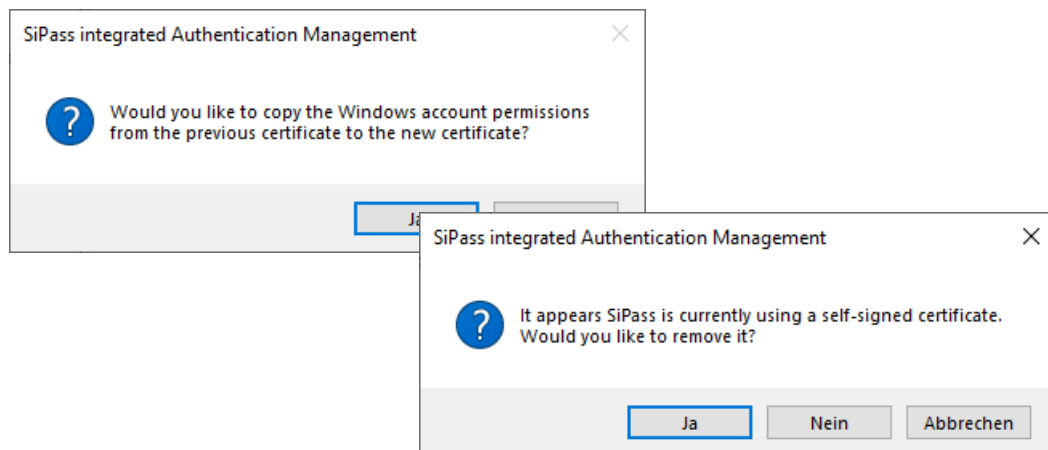 SiPass integrated Authentication Management
Would you like to copy the Windows account permissions
from the previous certificate to the new certificate?
SiPass integrated Authentication Management
It appears SiPass is currently using a self-signed certificate.
Would you like to remove it?
Ja Nein Abbrechen